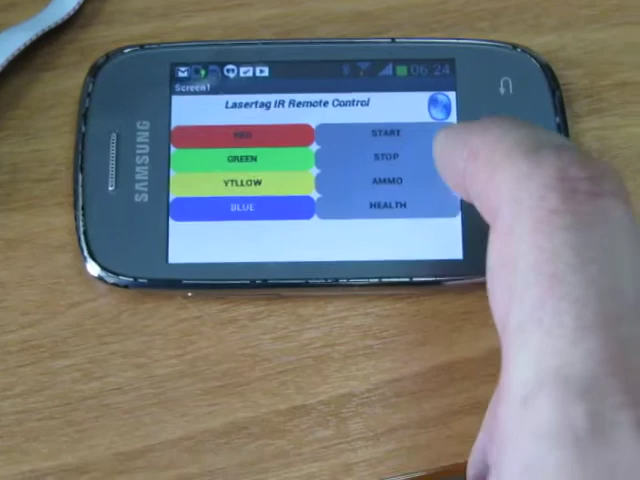 SAMSUNG
06:24
Screen1
Lasertag IR Remote Control
RED
START
GREEN
STOP
YTLLOW
AMMO
BLUE
HEALTH